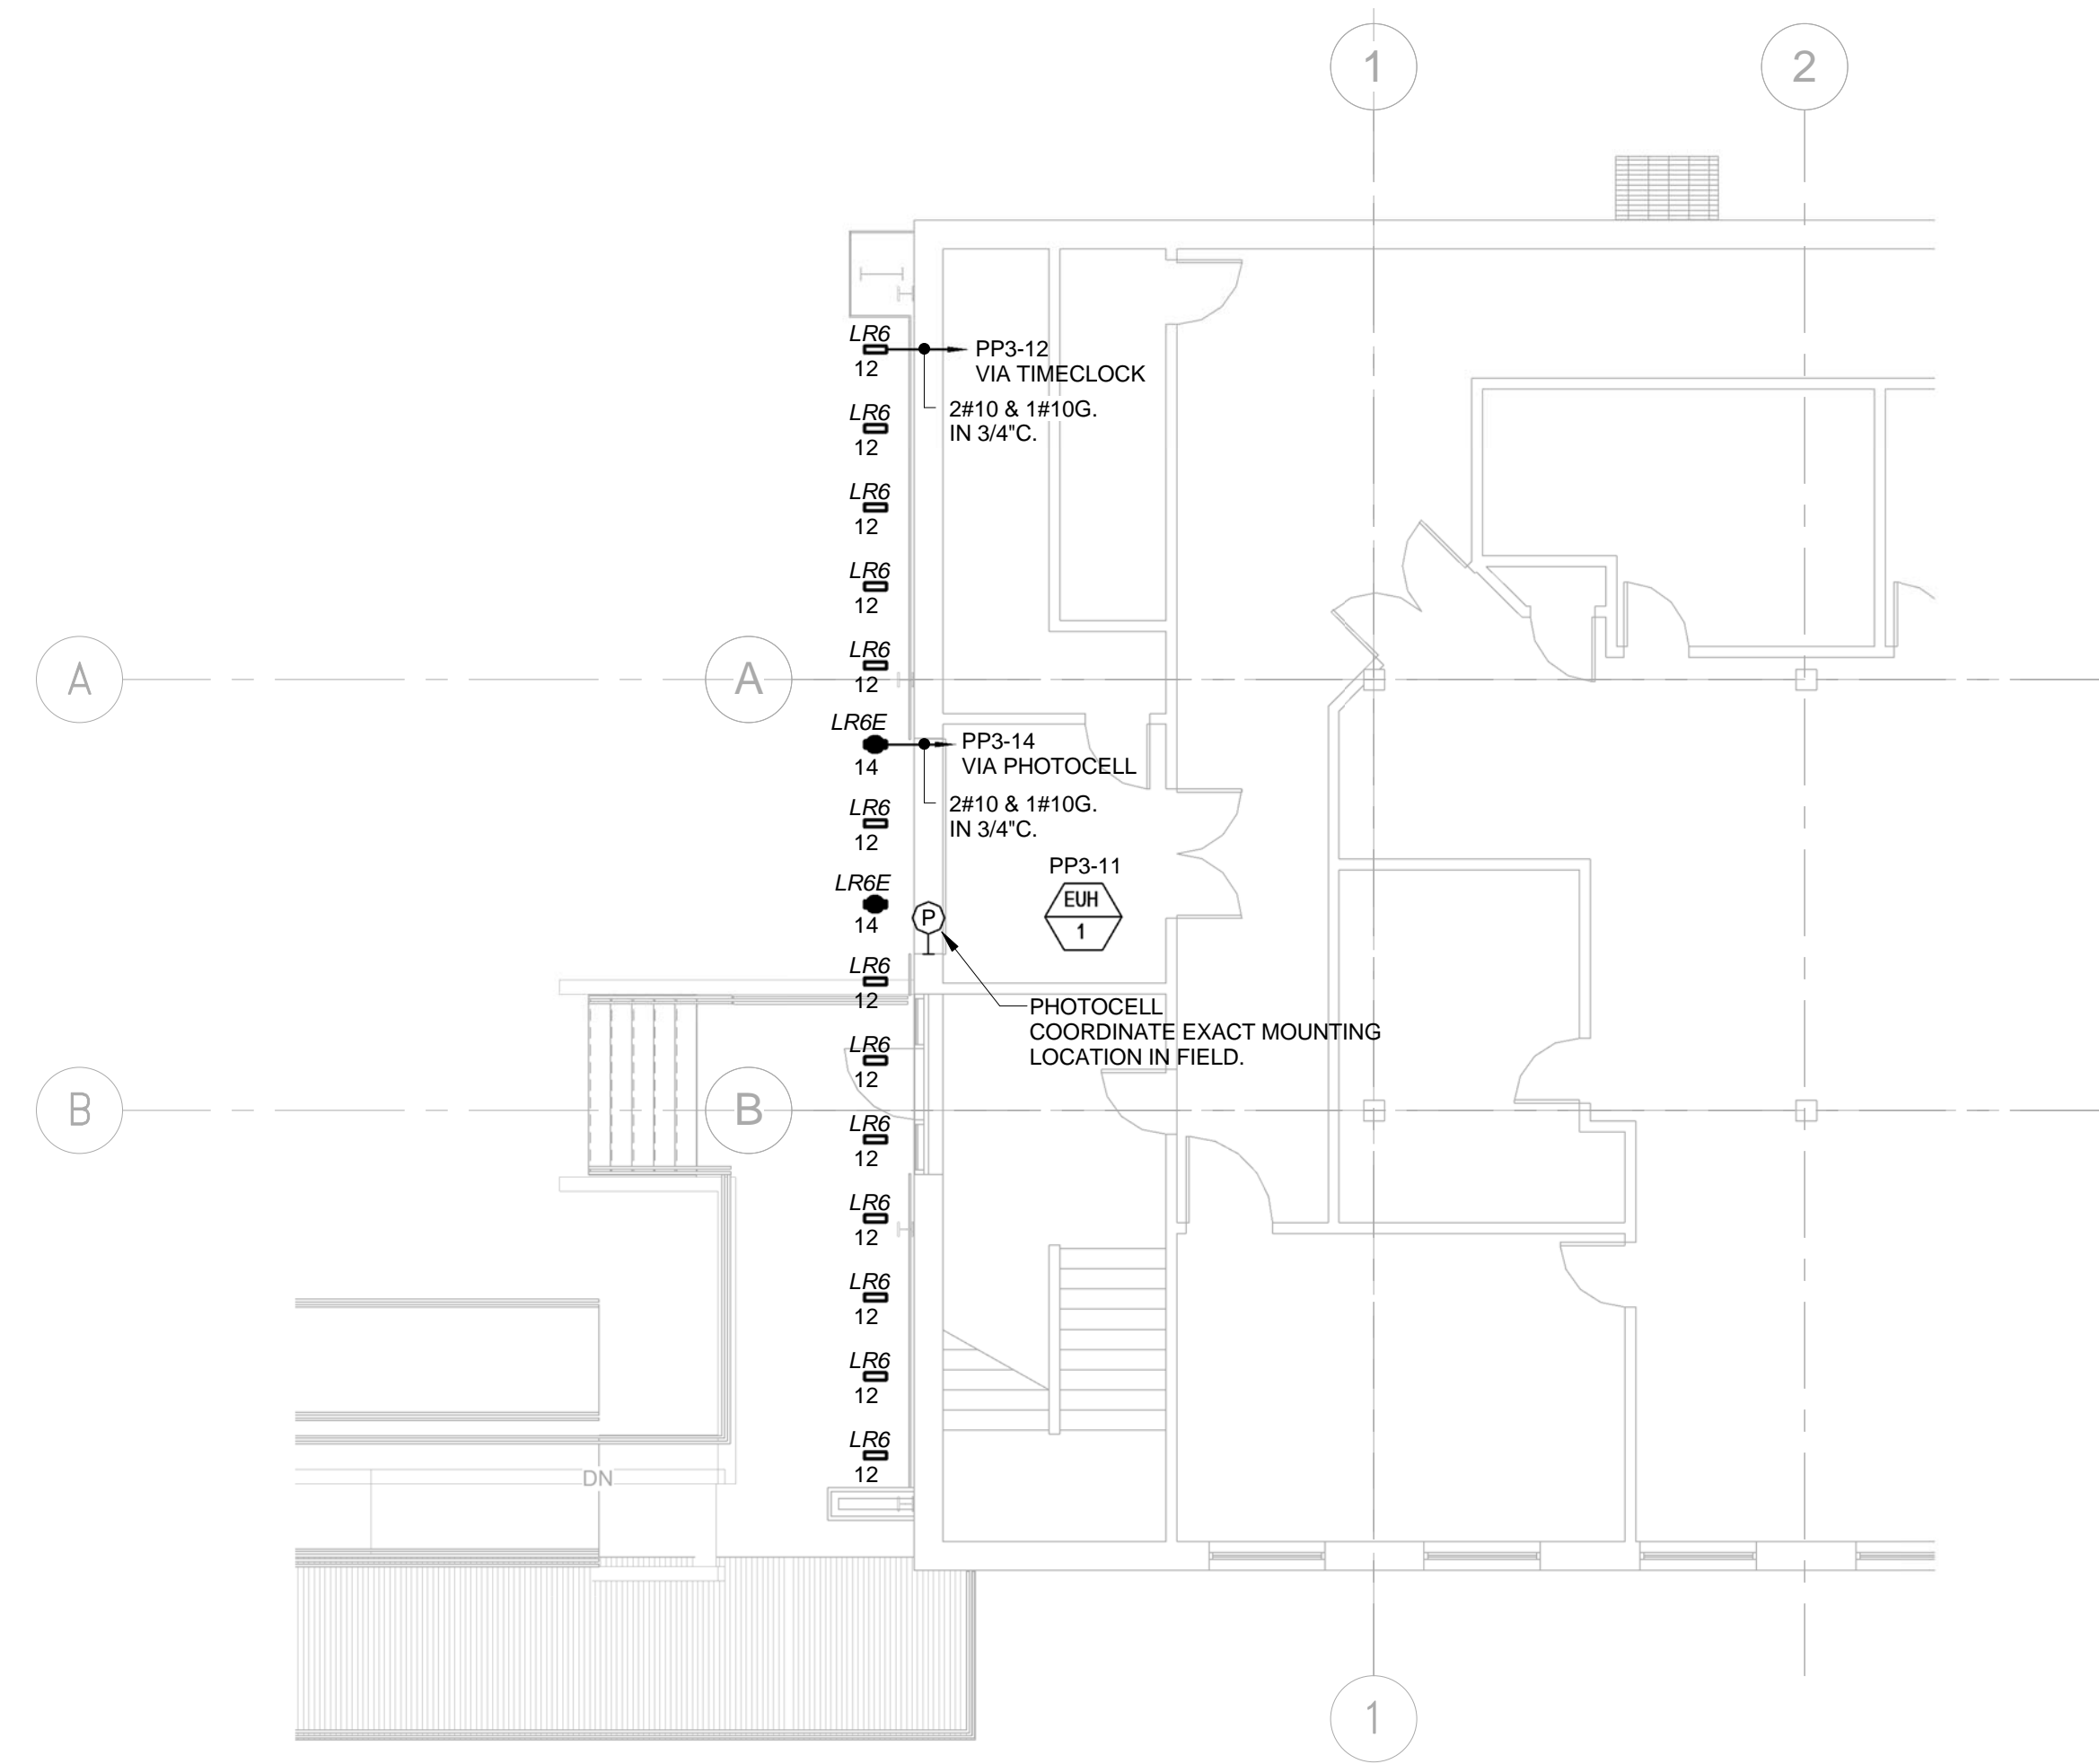 1
2
LR6
12
PP3-12
VIA TIMECLOCK
2#10 & 1#10G.
IN 3/4"C.
LR6
12
LR6
12
LR6
12
LR6
12
A
A
LR6E
14
PP3-14
VIA PHOTOCELL
2#10 & 1#10G.
IN 3/4"C.
LR6
12
PP3-11
EUH
1
LR6E
14
P
LR6
12
PHOTOCELL
COORDINATE EXACT MOUNTING
LOCATION IN FIELD.
LR6
12
B
B
LR6
12
LR6
12
LR6
12
LR6
12
LR6
12
DN
1